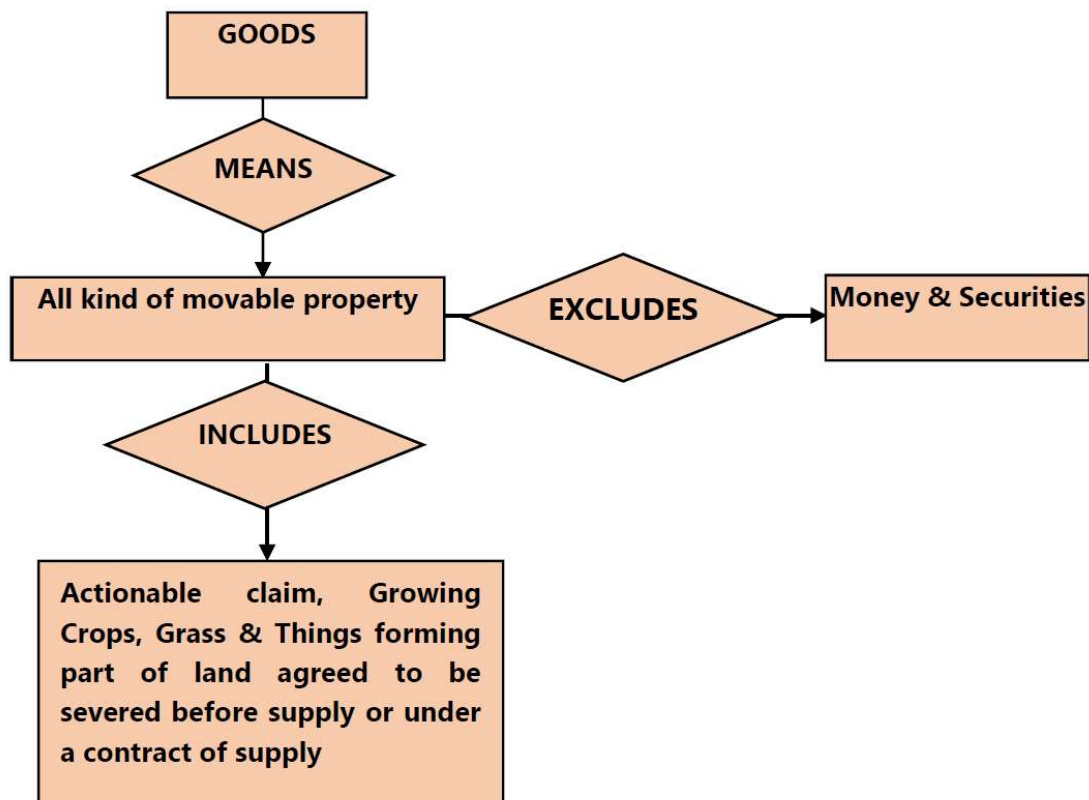 GOODS
MEANS
All kind of movable property
EXCLUDES
Money & Securities
INCLUDES
Actionable claim, Growing
Crops, Grass & Things forming
part of land agreed to be
severed before supply or under
a contract of supply